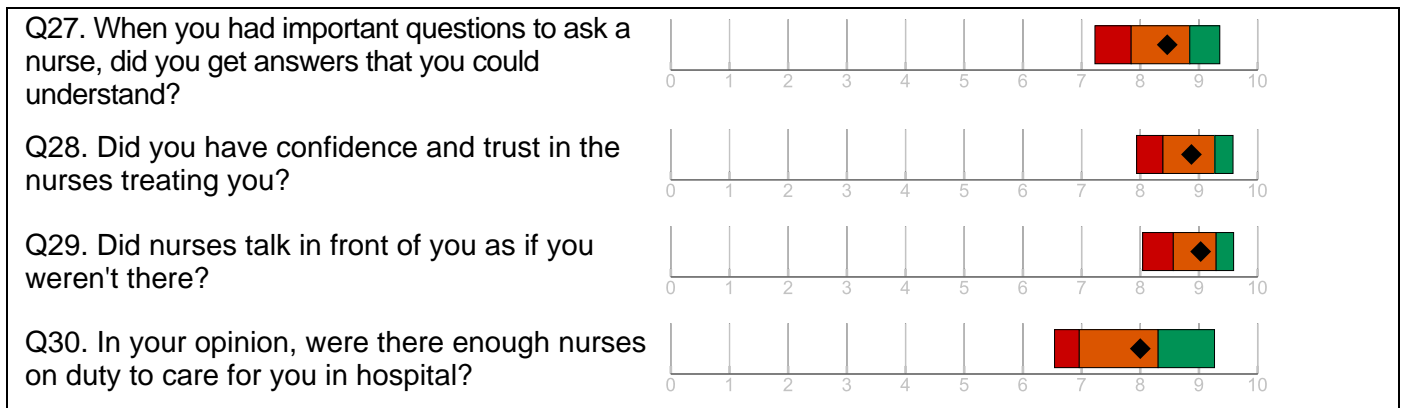 Q27. When you had important questions to ask a
nurse, did you get answers that you could
understand?
0 1 2 3 4 5 6 7 8 9 10
Q28. Did you have confidence and trust in the
nurses treating you?
0 1 2 3 4 5 6 7 8 9 10
Q29. Did nurses talk in front of you as if you
weren't there?
0 1 2 3 4 5 6 7 8 9 10
Q30. In your opinion, were there enough nurses
on duty to care for you in hospital?
0 1 2 3 4 5 6 7 8 9 10